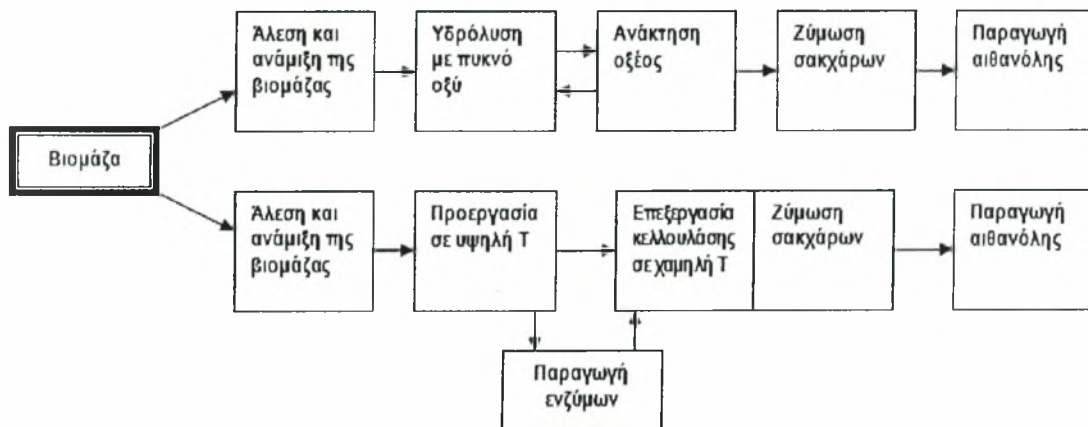 Βιομάζα
Άλεση και
ανάμιξη της
βιομάζας
Υδρόλυση
με πυκνό
οξύ
Ανάκτηση
οξέος
Ζύμωση
σακχάρων
Παραγωγή
αιθανόλης
Άλεση και
ανάμιξη της
βιομάζας
Προεργασία
σε υψηλή Τ
Επεξεργασία
κελλουλάσης
σε χαμηλή Τ
Ζύμωση
σακχάρων
Παραγωγή
αιθανόλης
Παραγωγή
ενζύμων